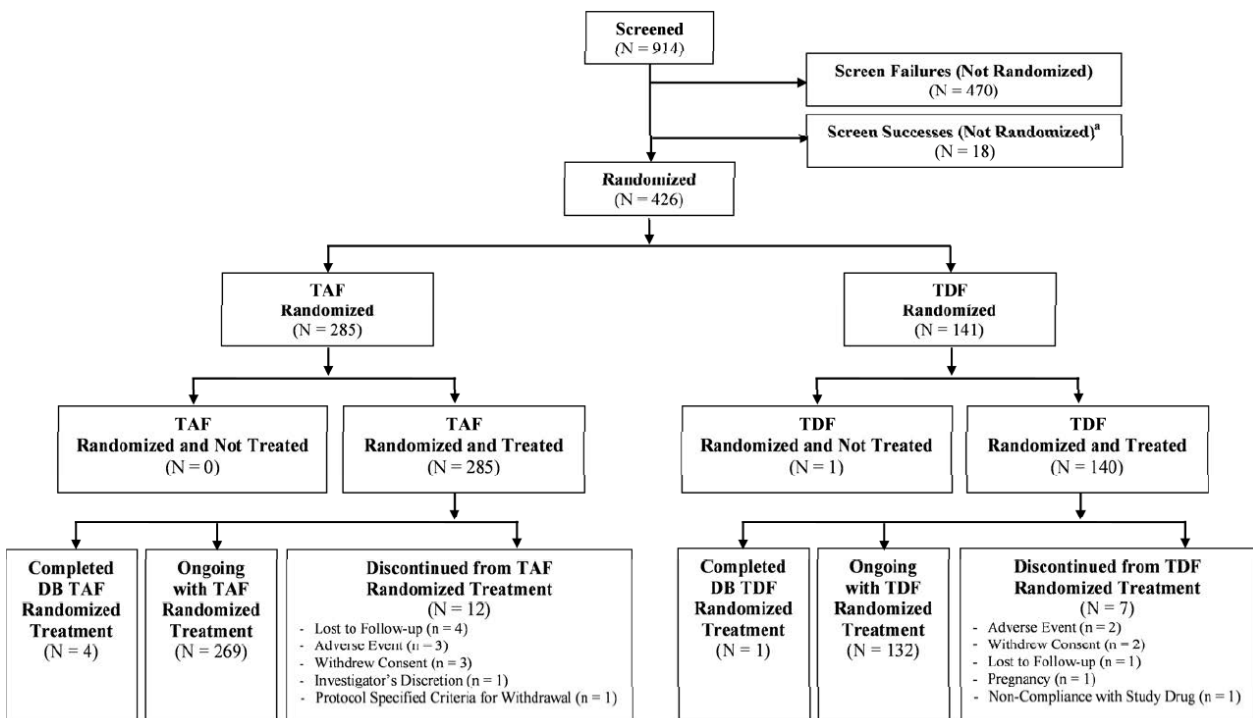 Screened
(N = 914)
Screen Failures (Not Randomized)
(N = 470)
Screen Successes (Not Randomized)a
(N = 18)
Randomized
(N = 426)
TAF
Randomized
(N = 285)
TDF
Randomized
(N = 141)
TAF
Randomized and Not Treated
(N = 0)
TAF
Randomized and Treated
(N = 285)
TDF
Randomized and Not Treated
(N = 1)
TDF
Randomized and Treated
(N = 140)
Completed
DB TAF
Randomized
Treatment
(N = 4)
Ongoing
with TAF
Randomized
Treatment
(N = 269)
Discontinued from TAF
Randomized Treatment
(N = 12)
- Lost to Follow-up (n = 4)
- Adverse Event (n = 3)
- Withdrew Consent (n = 3)
- Investigator's Discretion (n = 1)
- Protocol Specified Criteria for Withdrawal (n = 1)
Completed
DB TDF
Randomized
Treatment
(N = 1)
Ongoing
with TDF
Randomized
Treatment
(N = 132)
Discontinued from TDF
Randomized Treatment
(N = 7)
- Adverse Event (n = 2)
- Withdrew Consent (n = 2)
- Lost to Follow-up (n = 1)
- Pregnancy (n = 1)
- Non-Compliance with Study Drug (n = 1)